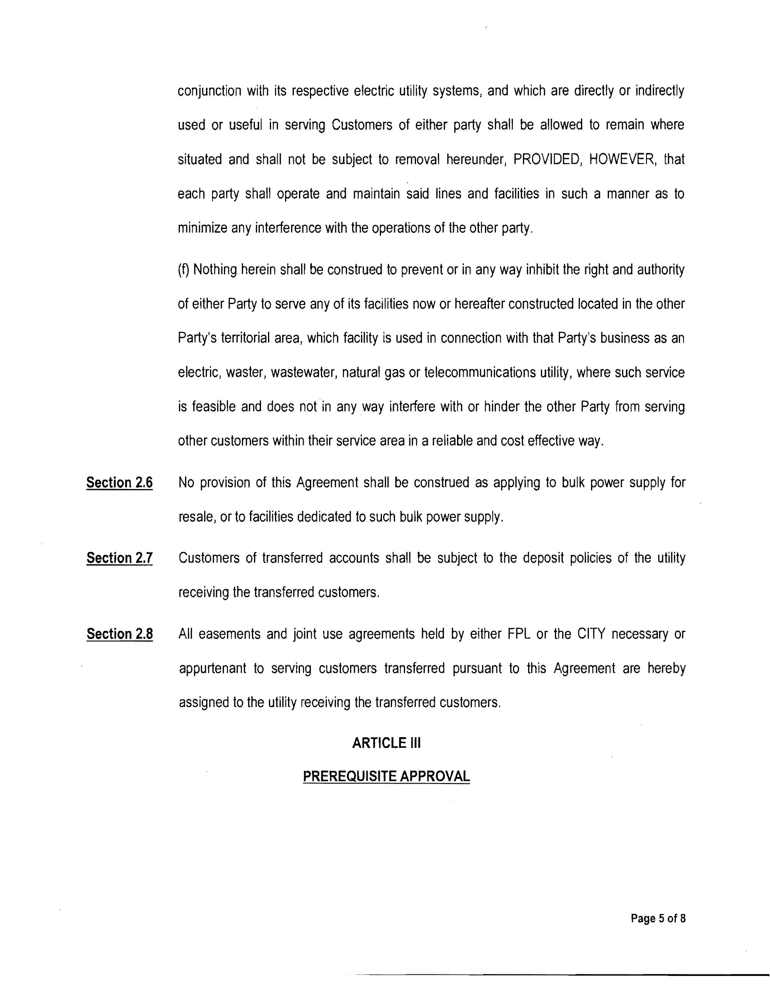 conjunction with its respective electric utility systems, and which are directly or indirectly
used or useful in serving Customers of either party shall be allowed to remain where
situated and shall not be subject to removal hereunder, PROVIDED, HOWEVER, that
each party shall operate and maintain said lines and facilities in such a manner as to
minimize any interference with the operations of the other party.
(f) Nothing herein shall be construed to prevent or in any way inhibit the right and authority
of either Party to serve any of its facilities now or hereafter constructed located in the other
Party's territorial area, which facility is used in connection with that Party's business as an
electric, waster, wastewater, natural gas or telecommunications utility, where such service
is feasible and does not in any way interfere with or hinder the other Party from serving
other customers within their service area in a reliable and cost effective way.
Section 2.6 No provision of this Agreement shall be construed as applying to bulk power supply for
resale, or to facilities dedicated to such bulk power supply.
Section 2.7 Customers of transferred accounts shall be subject to the deposit policies of the utility
receiving the transferred customers.
Section 2.8 All easements and joint use agreements held by either FPL or the CITY necessary or
appurtenant to serving customers transferred pursuant to this Agreement are hereby
assigned to the utility receiving the transferred customers.
ARTICLE III
PREREQUISITE APPROVAL
Page 5 of 8